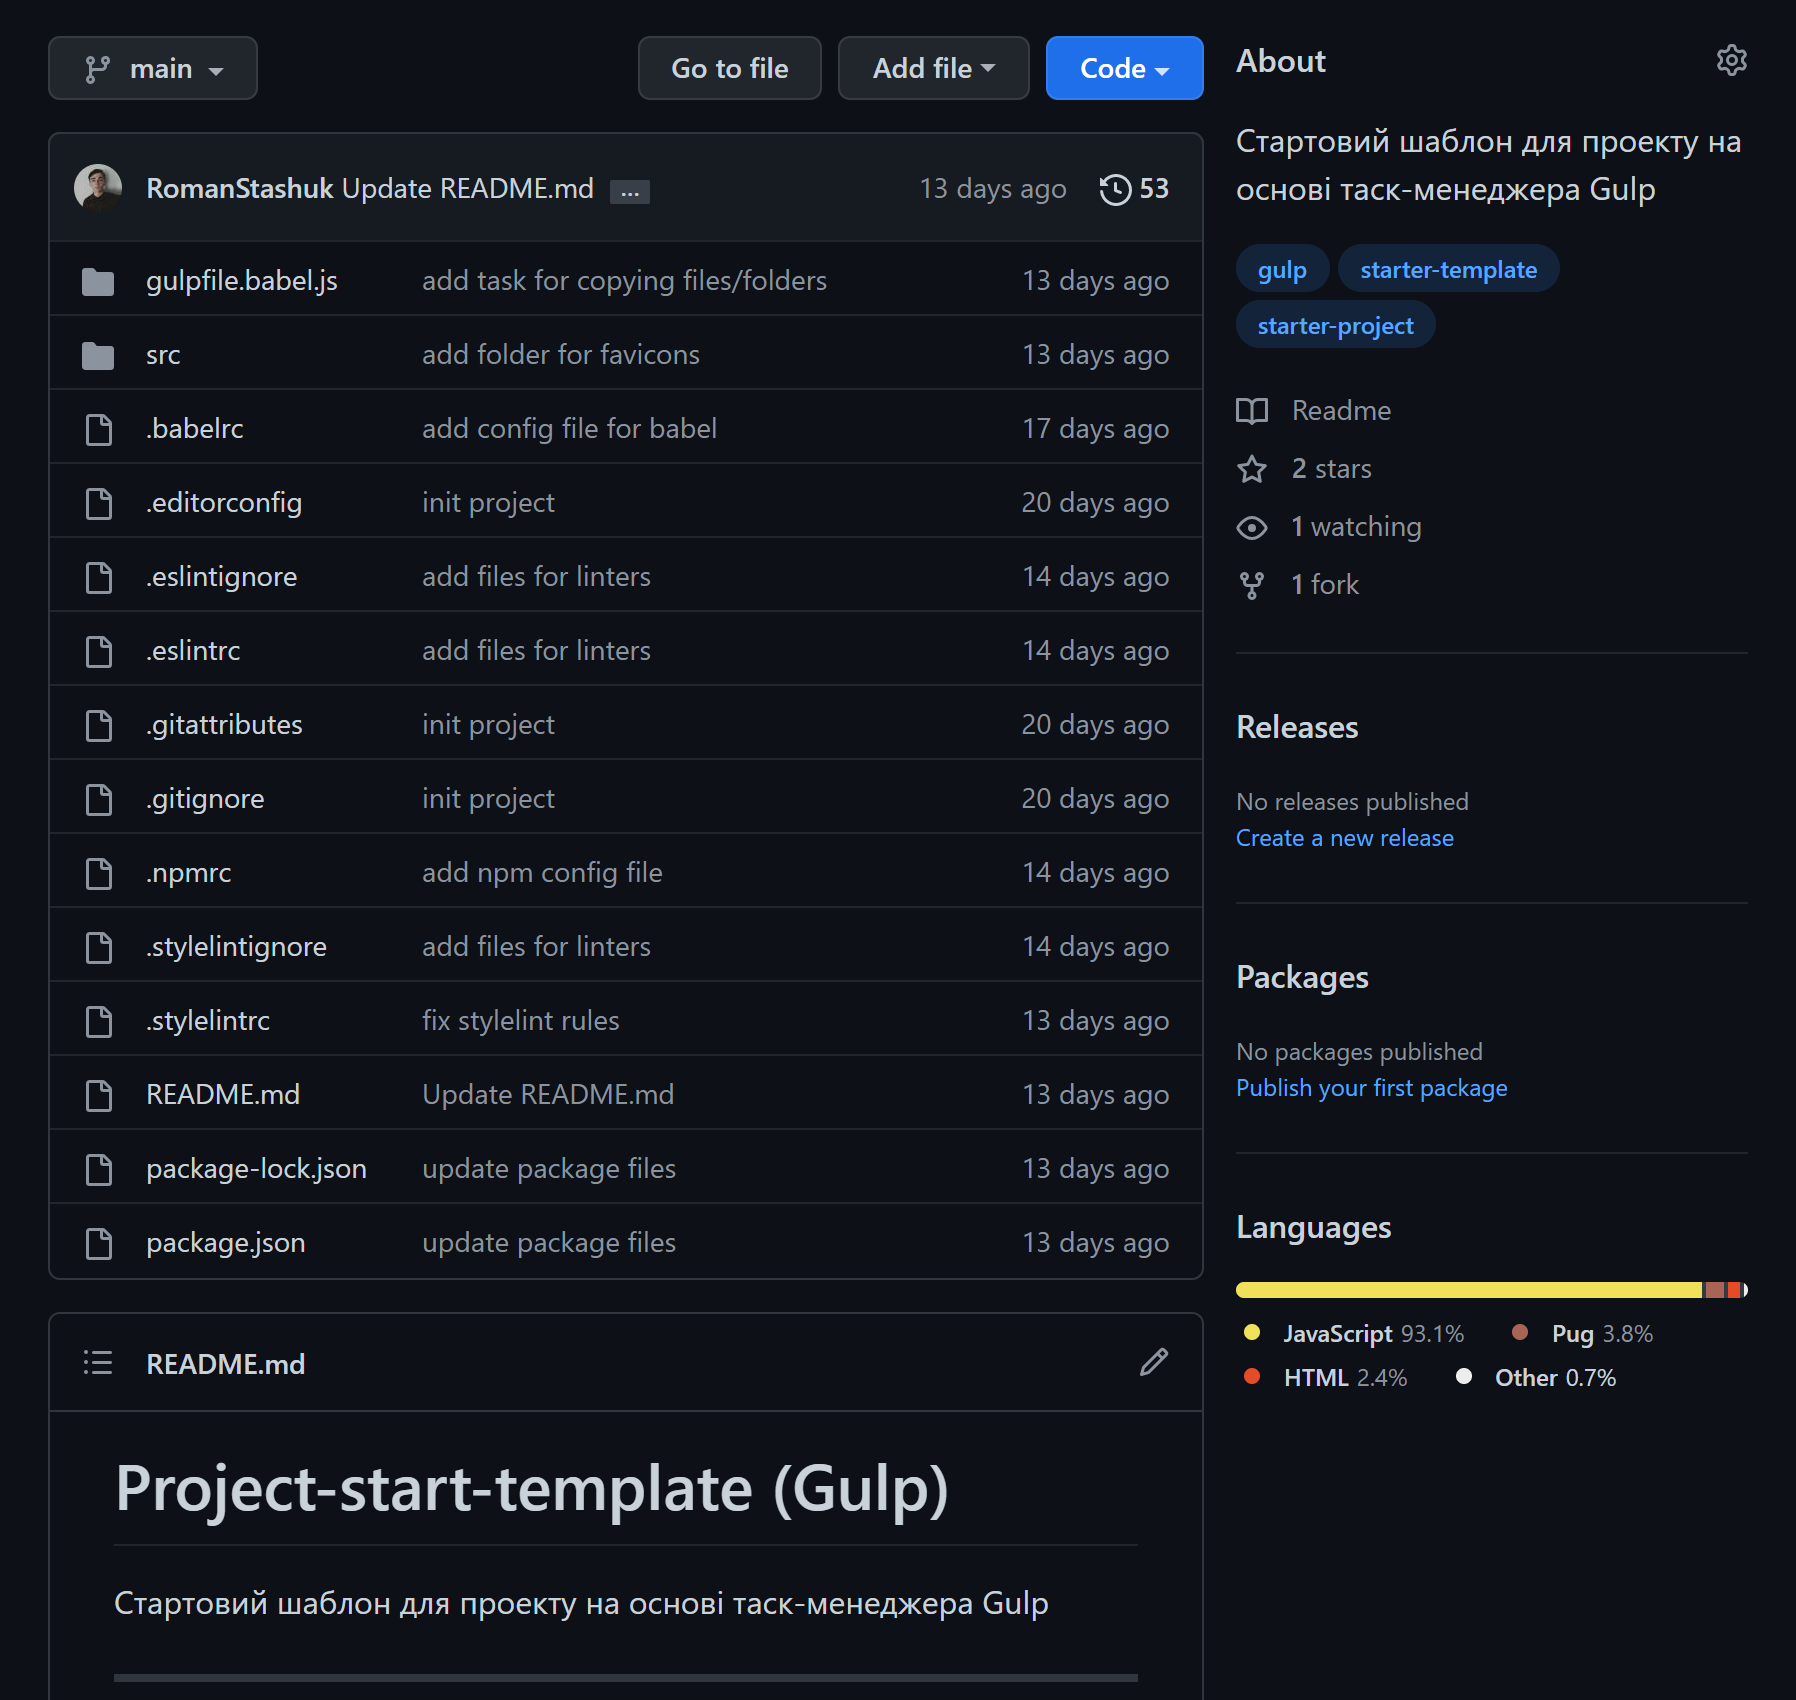 main
Go to file
Add file
Code
RomanStashuk Update README.md ...
13 days ago
53
gulpfile.babel.js add task for copying files/folders 13 days ago
src add folder for favicons 13 days ago
.babelrc add config file for babel 17 days ago
.editorconfig init project 20 days ago
.eslintignore add files for linters 14 days ago
.eslintrc add files for linters 14 days ago
.gitattributes init project 20 days ago
.gitignore init project 20 days ago
.npmrc add npm config file 14 days ago
.stylelintignore add files for linters 14 days ago
.stylelintrc fix stylelint rules 13 days ago
README.md Update README.md 13 days ago
package-lock.json update package files 13 days ago
package.json update package files 13 days ago
README.md
Project-start-template (Gulp)
Стартовий шаблон для проекту на основі таск-менеджера Gulp
About
Стартовий шаблон для проекту на
основі таск-менеджера Gulp
gulp starter-template
starter-project
Readme
2 stars
1 watching
1 fork
Releases
No releases published
Create a new release
Packages
No packages published
Publish your first package
Languages
JavaScript 93.1% Pug 3.8%
HTML 2.4% Other 0.7%